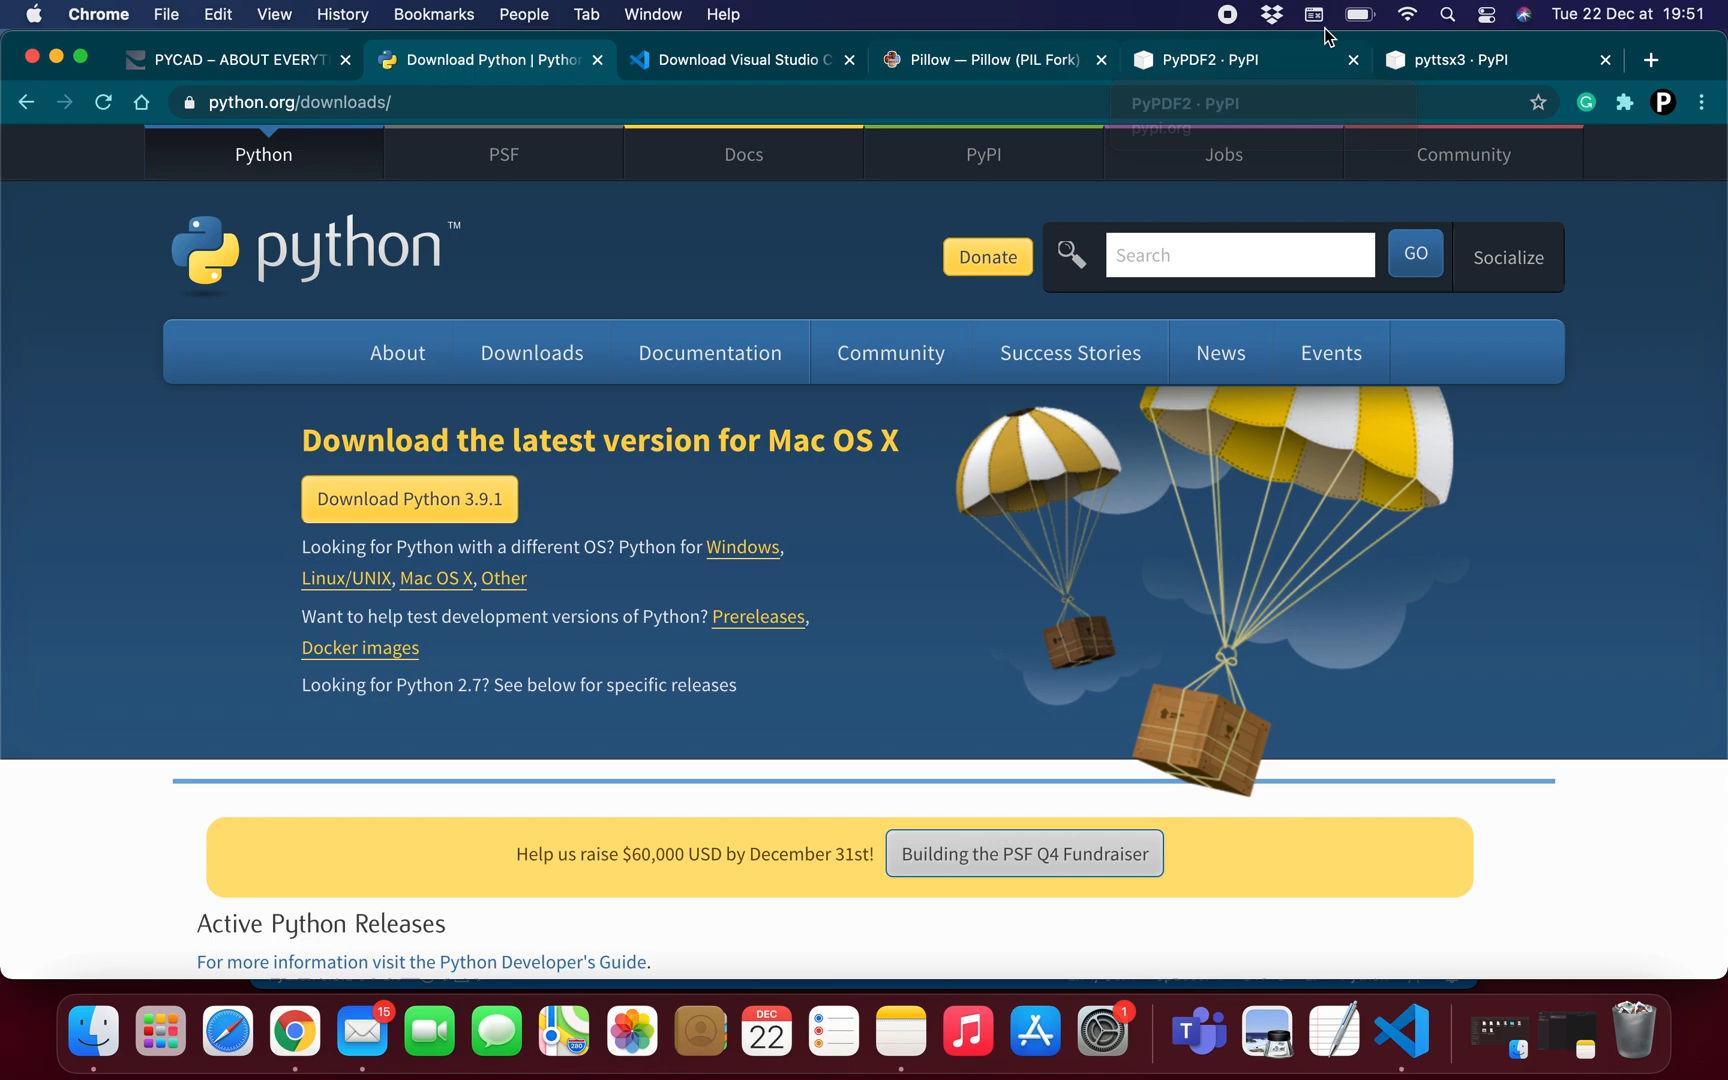 Chrome File Edit View History Bookmarks People Tab Window Help Tue 22 Dec at 19:51
PYCAD – ABOUT EVERYT Download Python | Pytho Download Visual Studio C Pillow — Pillow (PIL Fork) PyPDF2 · PyPI pyttsx3 · PyPI
python.org/downloads/
PyPDF2 - PyPI
pypi.org
Python PSF Docs PyPI Jobs Community
python™
Donate Search GO Socialize
About Downloads Documentation Community Success Stories News Events
Download the latest version for Mac OS X
Download Python 3.9.1
Looking for Python with a different OS? Python for Windows,
Linux/UNIX, Mac OS X, Other
Want to help test development versions of Python? Prereleases,
Docker images
Looking for Python 2.7? See below for specific releases
Help us raise $60,000 USD by December 31st! Building the PSF Q4 Fundraiser
Active Python Releases
For more information visit the Python Developer's Guide.
15 DEC 22 280 1 T